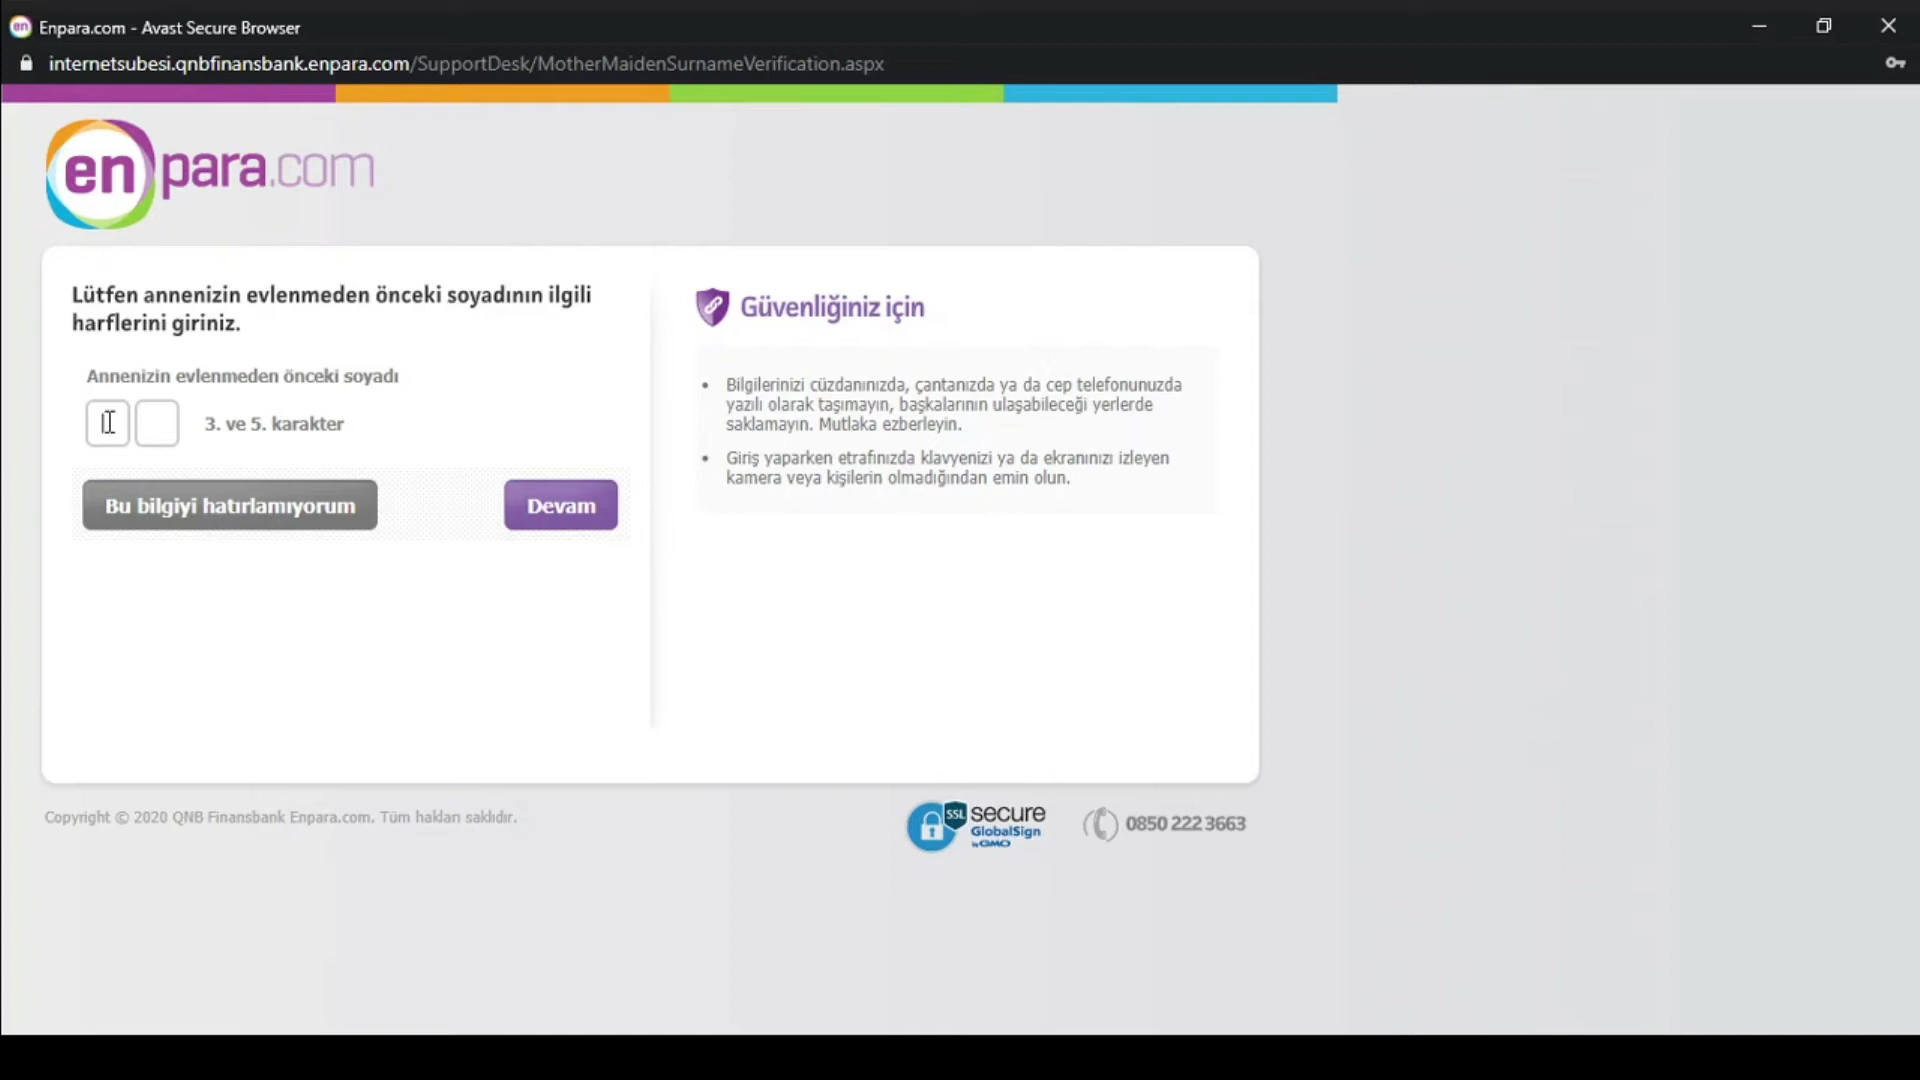 en Enpara.com - Avast Secure Browser
internetsubesi.qnbfinansbank.enpara.com/SupportDesk/MotherMaidenSurnameVerification.aspx
enpara.com
Lütfen annenizin evlenmeden önceki soyadının ilgili
harflerini giriniz.
Annenizin evlenmeden önceki soyadı
3. ve 5. karakter
Bu bilgiyi hatırlamıyorum
Devam
Güvenliğiniz için
• Bilgilerinizi cüzdanınızda, çantanızda ya da cep telefonunuzda
yazılı olarak taşımayın, başkalarının ulaşabileceği yerlerde
saklamayın. Mutlaka ezberleyin.
• Giriş yaparken etrafınızda klavyenizi ya da ekranınızı izleyen
kamera veya kişilerin olmadığından emin olun.
Copyright © 2020 QNB Finansbank Enpara.com. Tüm hakları saklıdır.
SSL secure
GlobalSign
by GMO
0850 222 3663